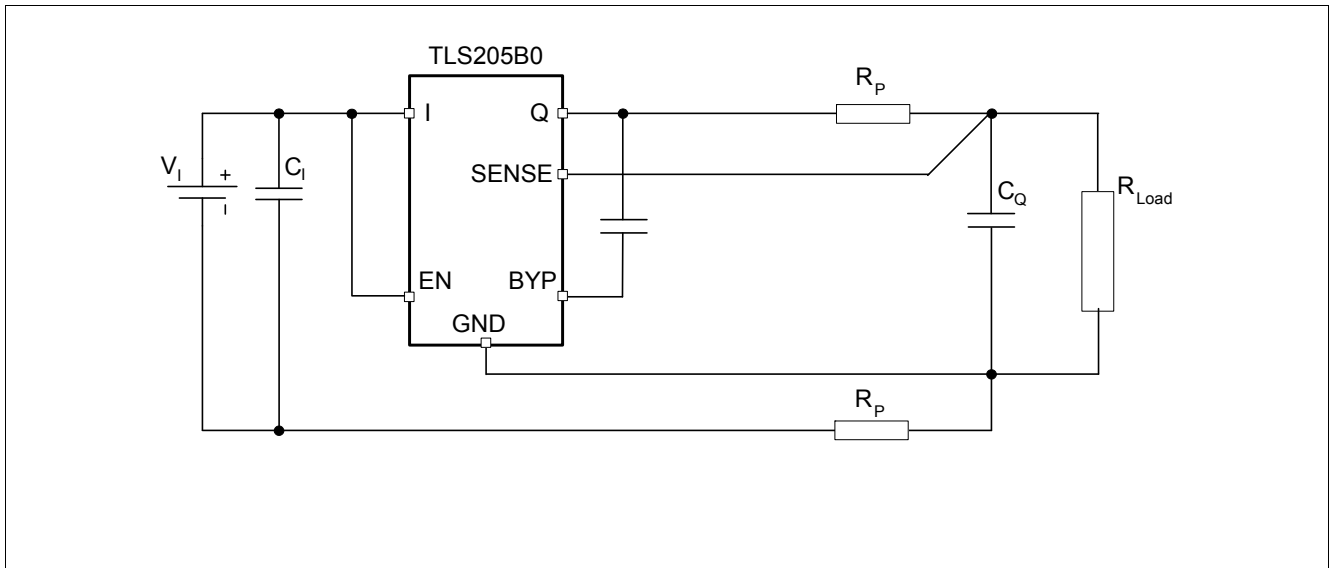 TLS205B0
R_P
I
Q
V_I
+
C_I
SENSE
R_Load
C_Q
EN
BYP
GND
R_P